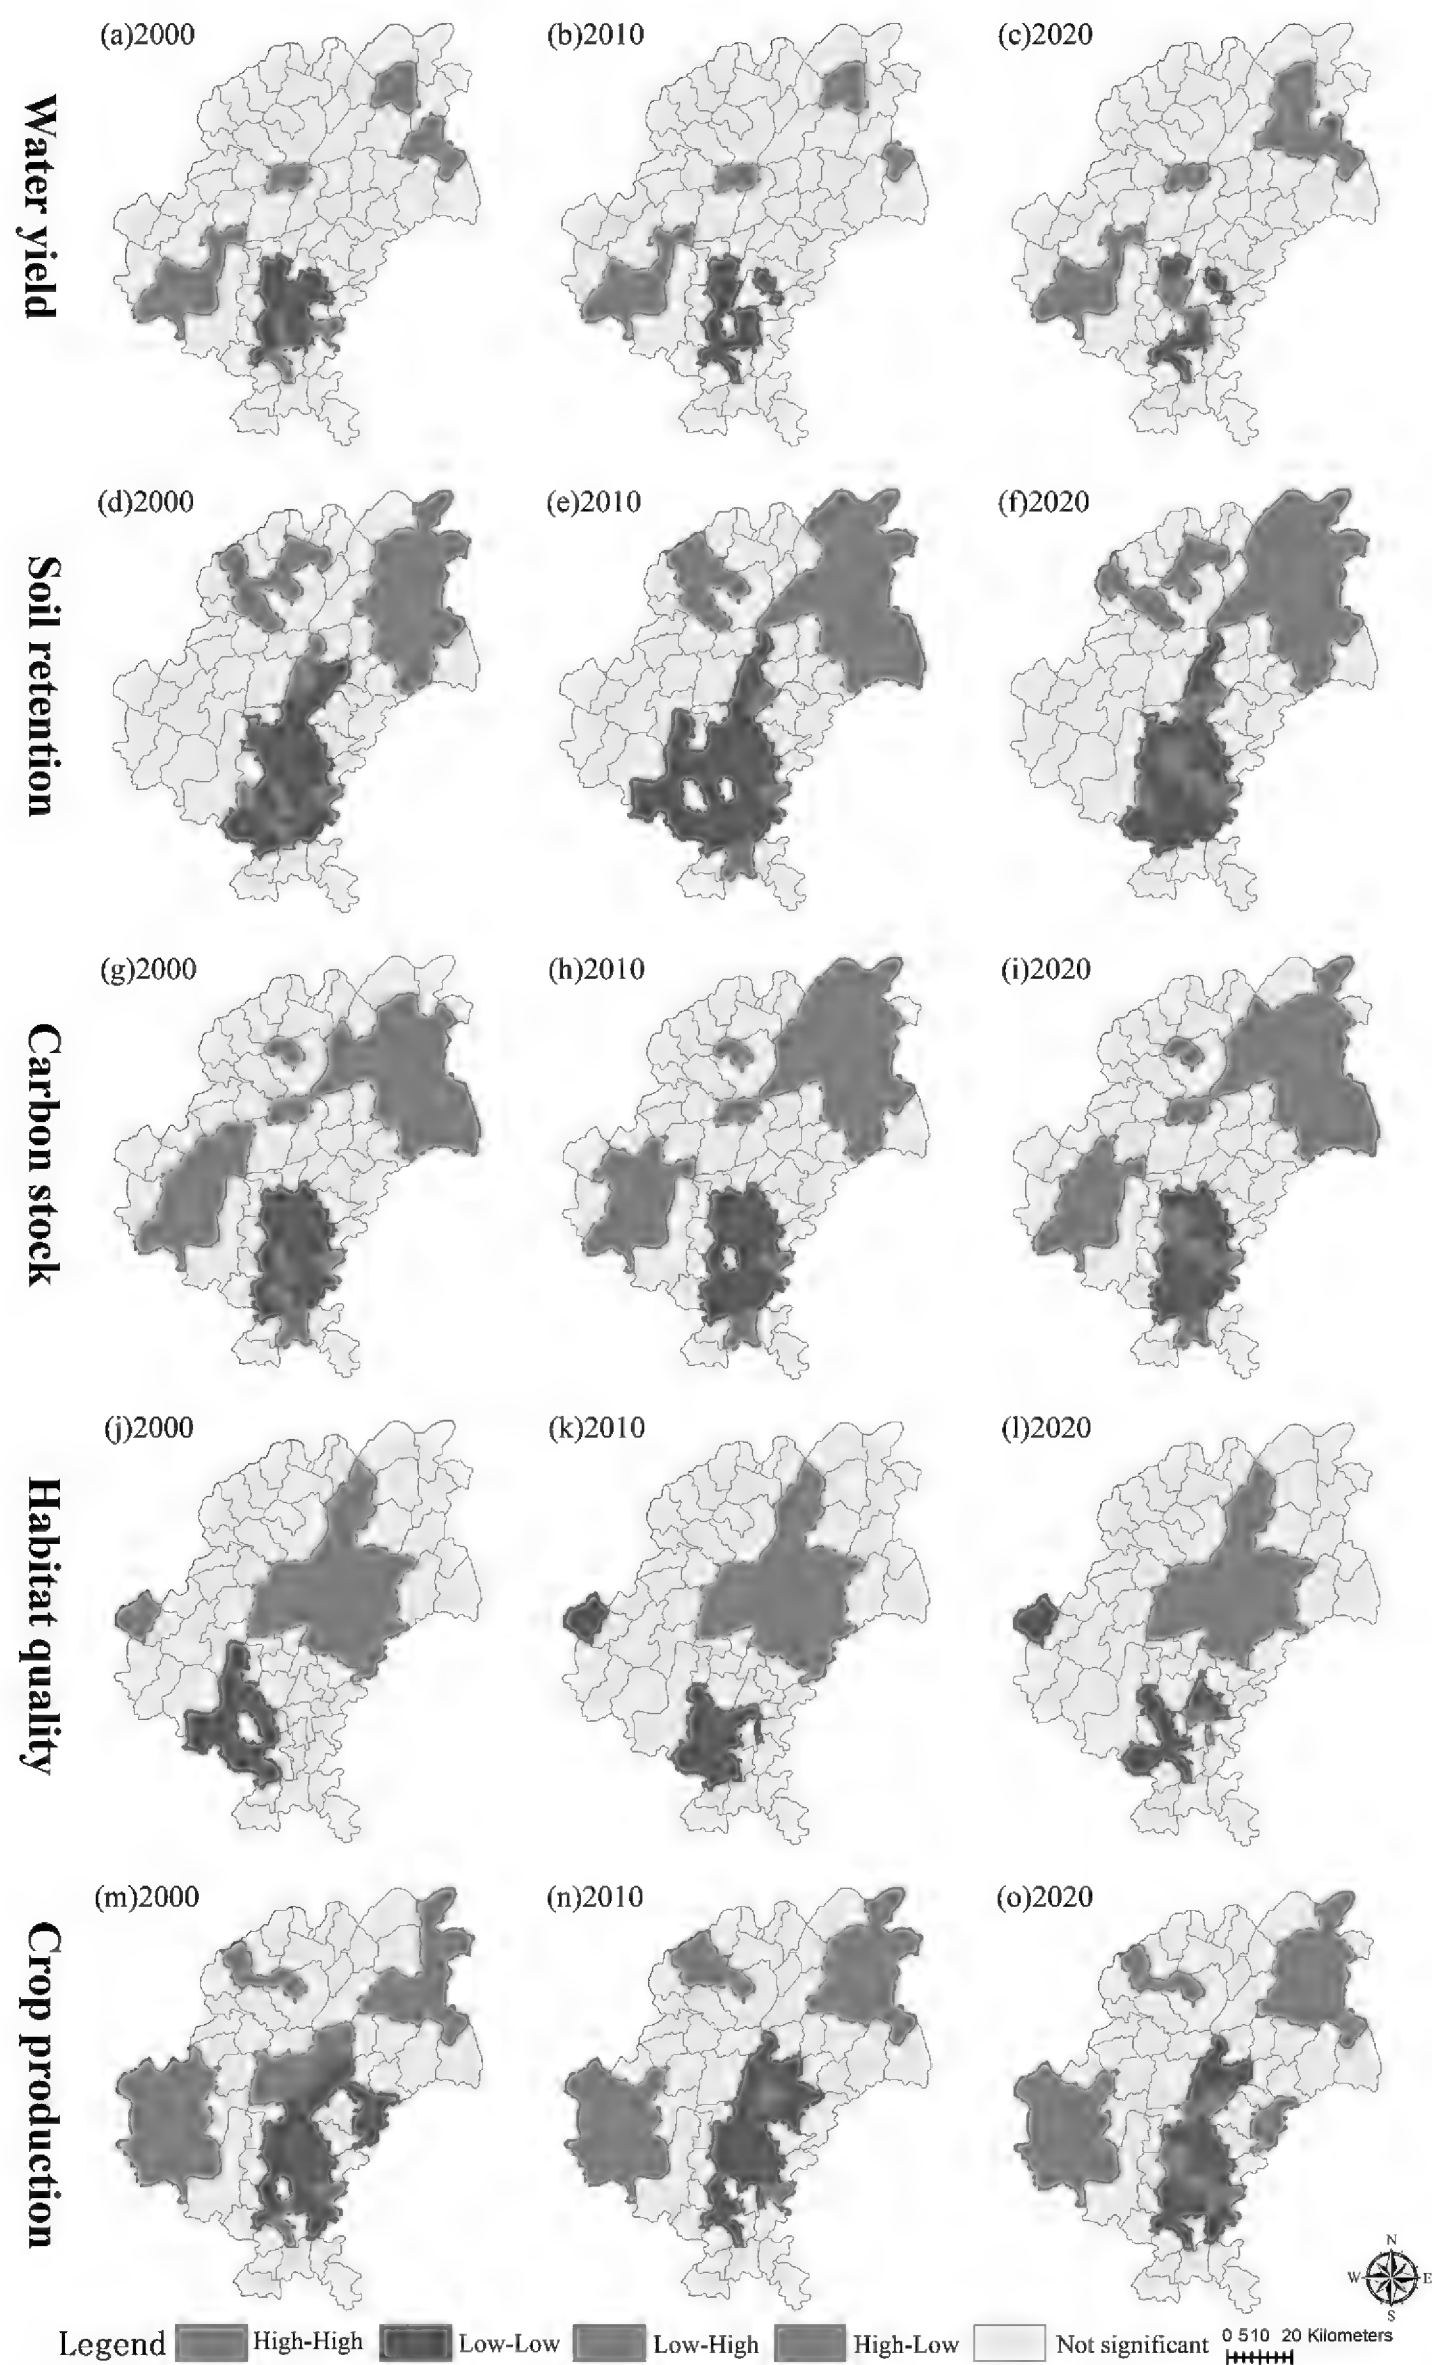 (a)2000
(b)2010
(c)2020
Water yield
(d)2000
(e)2010
(f)2020
Soil retention
(g)2000
(h)2010
(i)2020
Carbon stock
(j)2000
(k)2010
(l)2020
Habitat quality
(m)2000
(n)2010
(o)2020
Crop production
N
W E
S
Legend High-High Low-Low Low-High High-Low Not significant 0 510 20 Kilometers